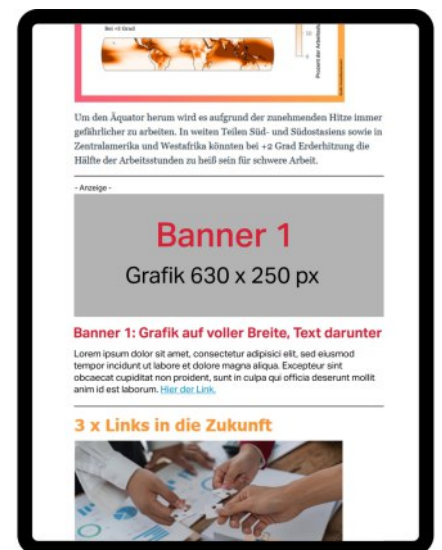 Bei +2 Grad
Prozent der Arbeitsstunden
Um den Äquator herum wird es aufgrund der zunehmenden Hitze immer
gefährlicher zu arbeiten. In weiten Teilen Süd- und Südostasiens sowie in
Zentralamerika und Westafrika könnten bei +2 Grad Erderhitzung die
Hälfte der Arbeitsstunden zu heiß sein für schwere Arbeit.
- Anzeige -
Banner 1
Grafik 630 x 250 px
Banner 1: Grafik auf voller Breite, Text darunter
Lorem ipsum dolor sit amet, consectetur adipisici elit, sed eiusmod
tempor incidunt ut labore et dolore magna aliqua. Excepteur sint
obcaecat cupiditat non proident, sunt in culpa qui officia deserunt mollit
anim id est laborum. Hier der Link.
3 x Links in die Zukunft